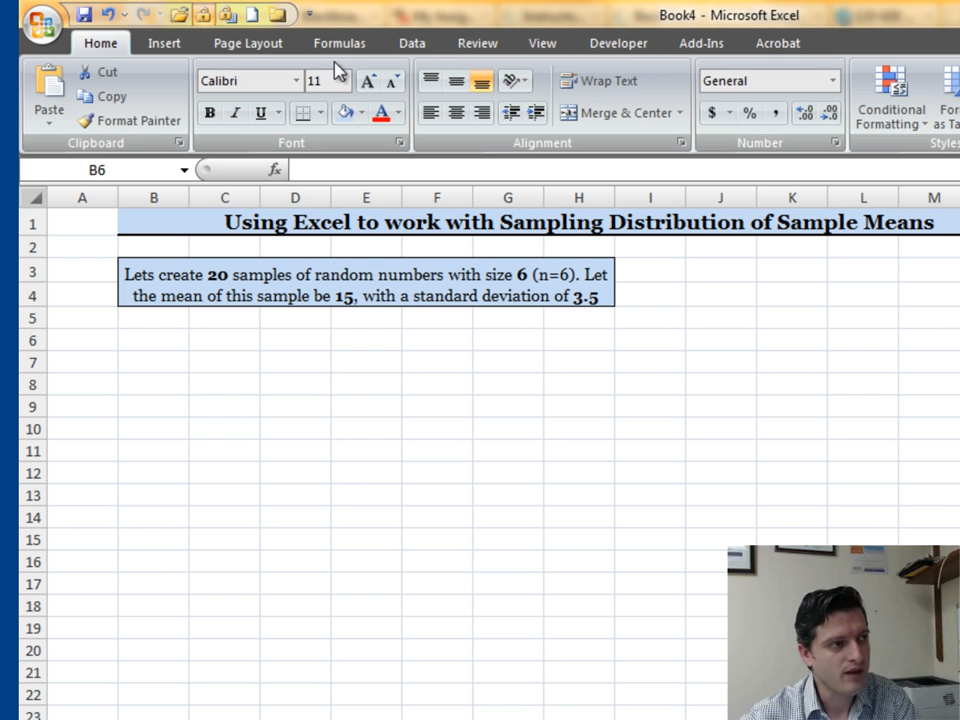 Book4 - Microsoft Excel
Home Insert Page Layout Formulas Data Review View Developer Add-Ins Acrobat
Cut
Calibri 11
Wrap Text
General
Copy
Paste
Format Painter
B I U A
Merge & Center
$ % ,
Conditional
Formatting
as Ta
Clipboard Font Alignment Number Styles
B6 fx
A B C D E F G H I J K L M
1 Using Excel to work with Sampling Distribution of Sample Means
2
3 Lets create 20 samples of random numbers with size 6 (n=6). Let
4 the mean of this sample be 15, with a standard deviation of 3.5
5
6
7
8
9
10
11
12
13
14
15
16
17
18
19
20
21
22
23